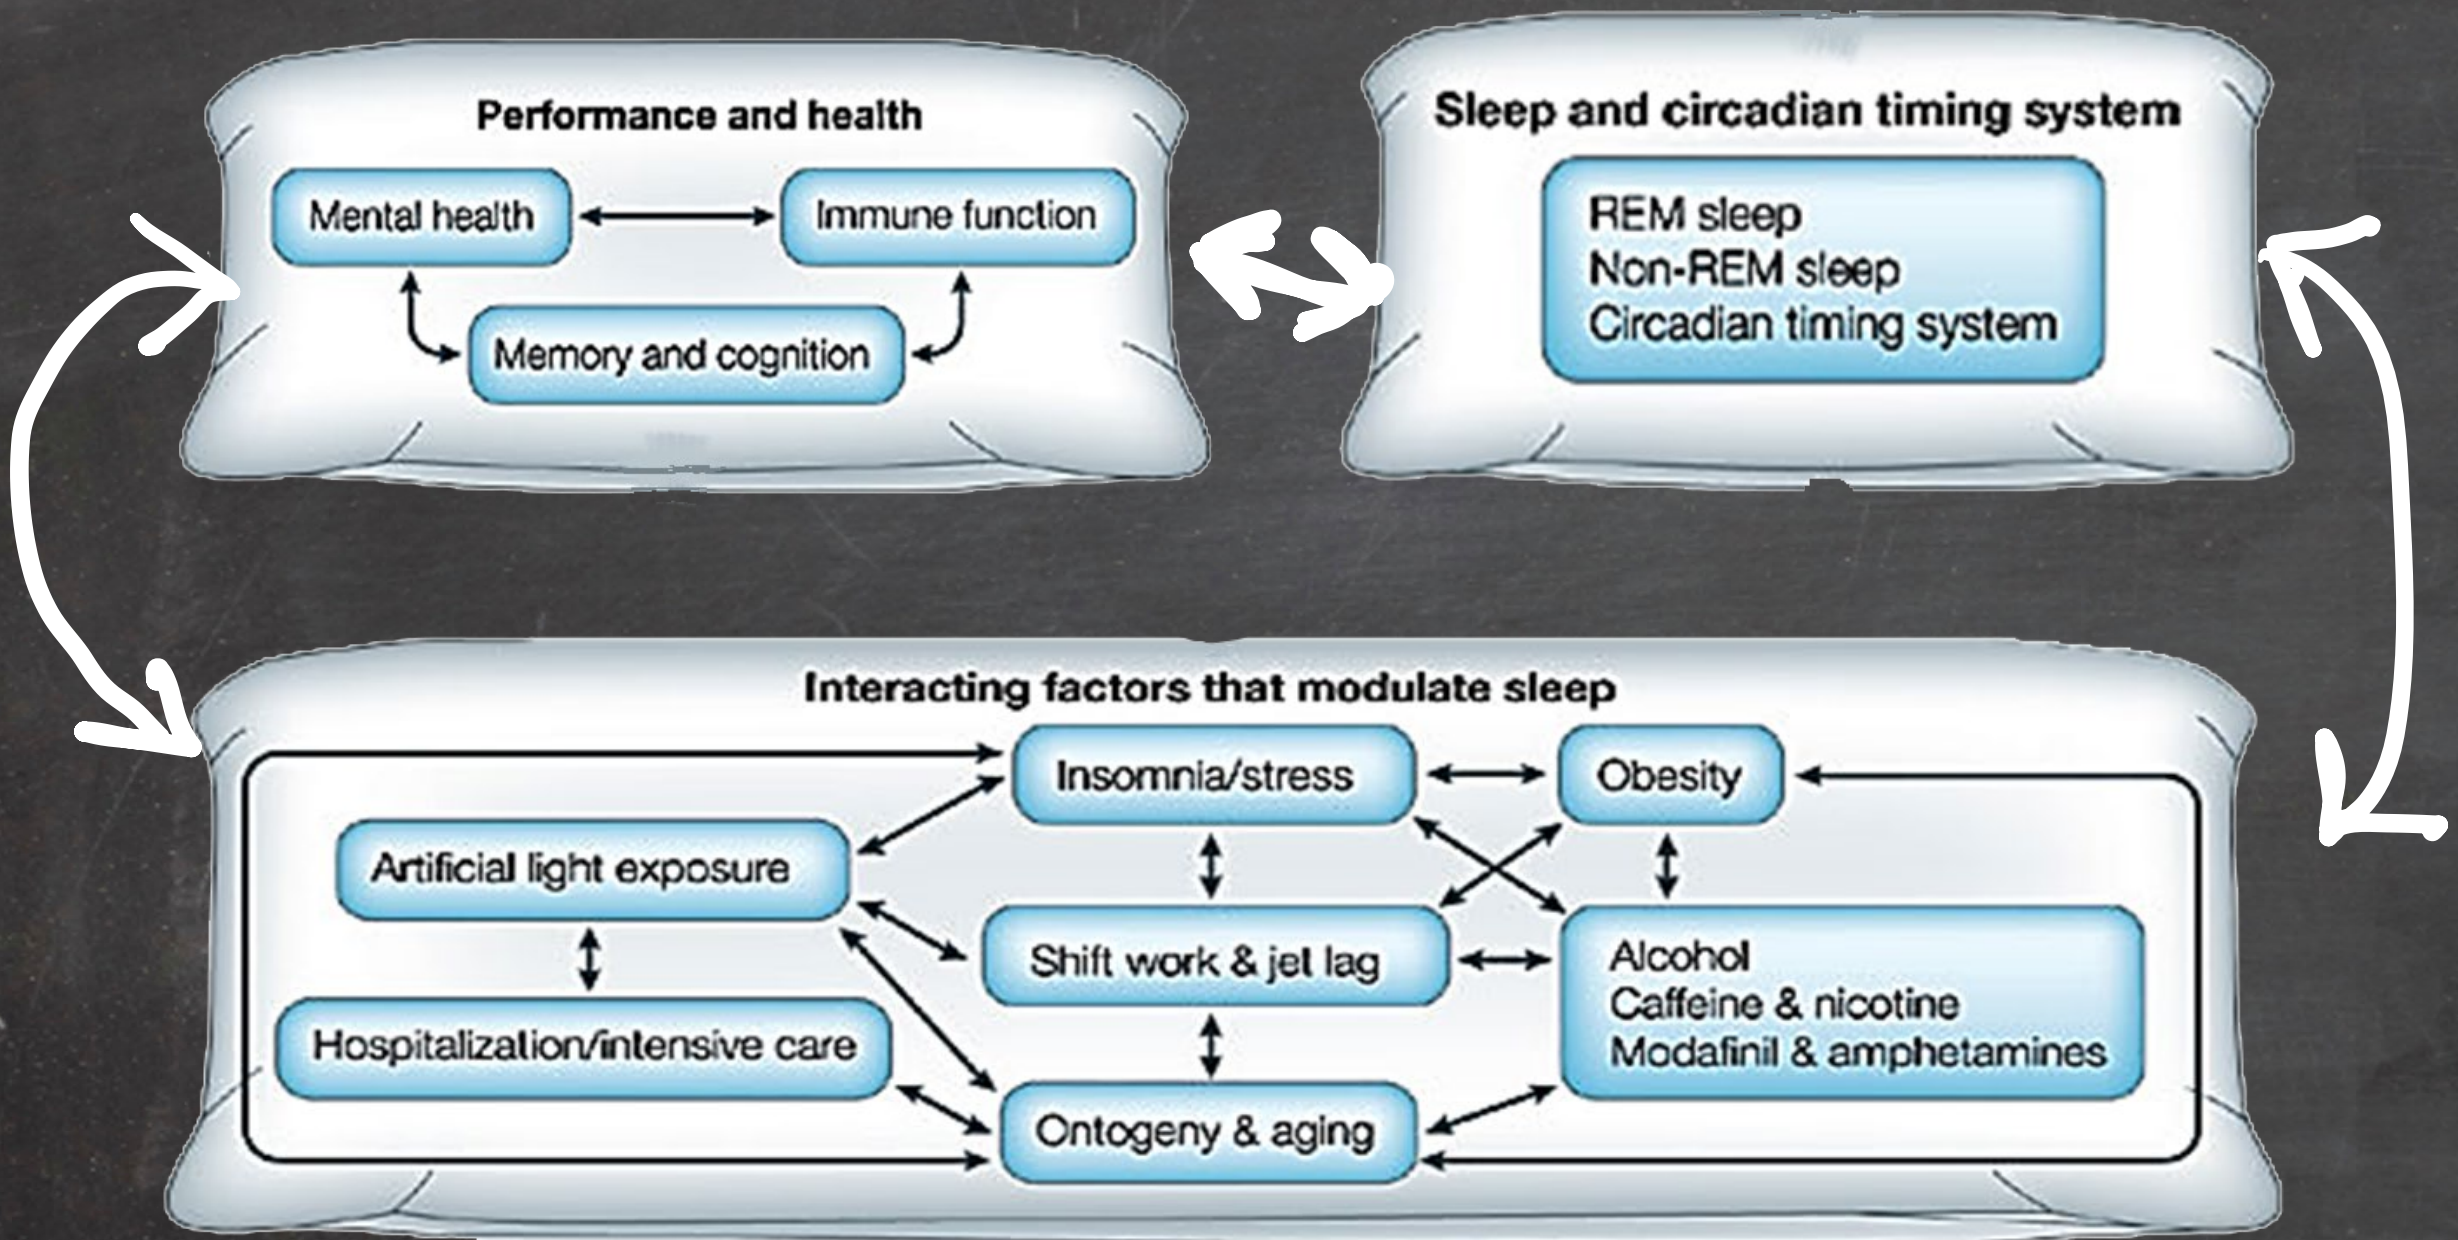 Performance and health
Mental health
Immune function
Memory and cognition
Sleep and circadian timing system
REM sleep
Non-REM sleep
Circadian timing system
Interacting factors that modulate sleep
Insomnia/stress
Obesity
Artificial light exposure
Shift work & jet lag
Alcohol
Caffeine & nicotine
Modafinil & amphetamines
Hospitalization/intensive care
Ontogeny & aging